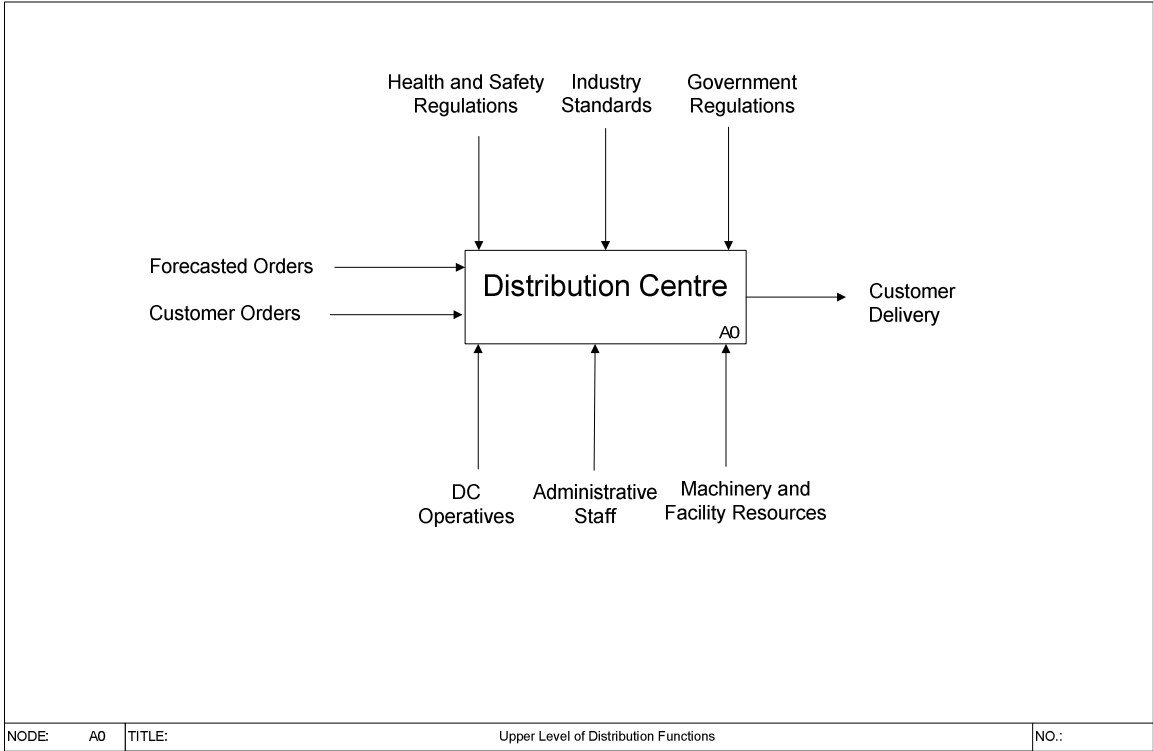 Health and Safety
Regulations
Industry
Standards
Government
Regulations
Forecasted Orders
Customer Orders
Distribution Centre
A0
Customer
Delivery
DC
Operatives
Administrative
Staff
Machinery and
Facility Resources
NODE: A0 TITLE: Upper Level of Distribution Functions NO.: